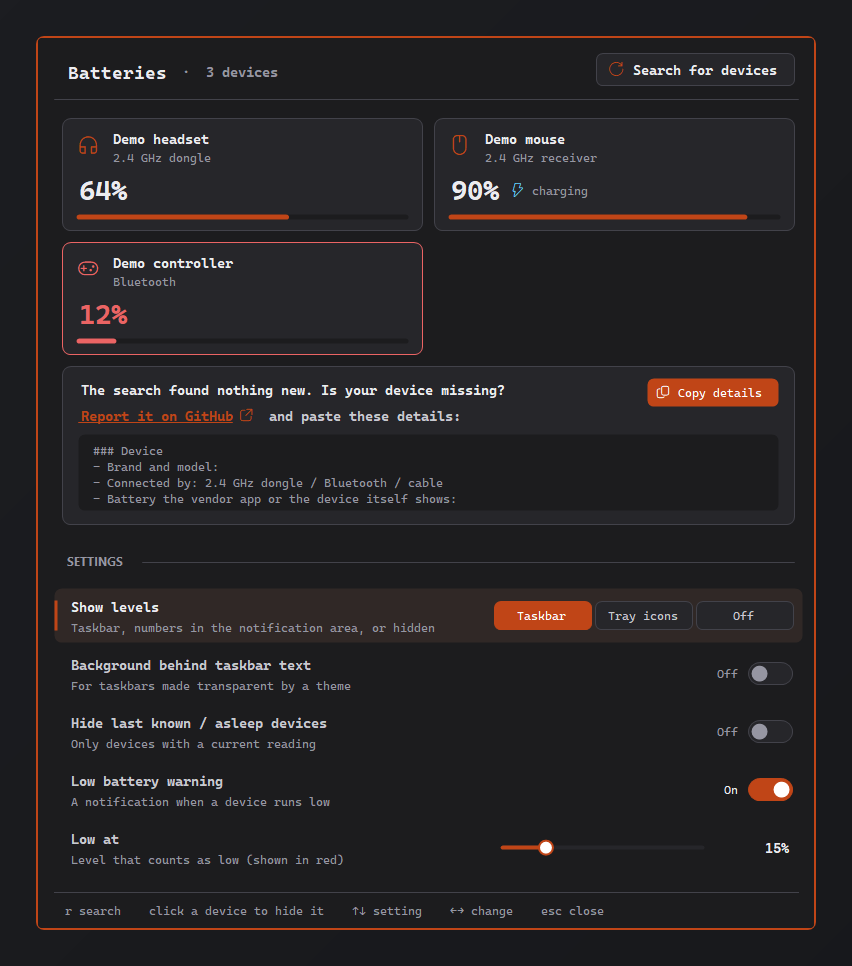 Batteries · 3 devices
Search for devices
Demo headset
2.4 GHz dongle
64%
Demo mouse
2.4 GHz receiver
90% charging
Demo controller
Bluetooth
12%
The search found nothing new. Is your device missing?
Copy details
Report it on GitHub and paste these details:
### Device
- Brand and model:
- Connected by: 2.4 GHz dongle / Bluetooth / cable
- Battery the vendor app or the device itself shows:
SETTINGS
Show levels
Taskbar, numbers in the notification area, or hidden
Taskbar Tray icons Off
Background behind taskbar text
For taskbars made transparent by a theme
Off
Hide last known / asleep devices
Only devices with a current reading
Off
Low battery warning
A notification when a device runs low
On
Low at
Level that counts as low (shown in red)
15%
r search click a device to hide it ↑↓ setting ↔ change esc close